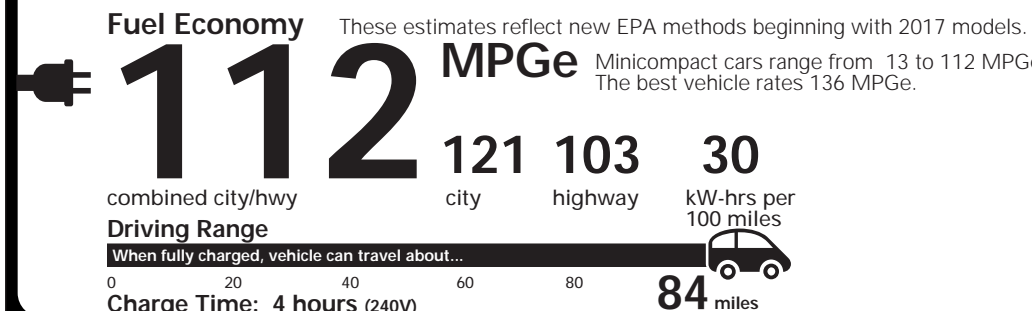 Fuel Economy These estimates reflect new EPA methods beginning with 2017 models.
112 MPGe Minicompact cars range from 13 to 112 MPGe
The best vehicle rates 136 MPGe.
121 103 30
combined city/hwy city highway kW-hrs per
100 miles
Driving Range
When fully charged, vehicle can travel about...
0 20 40 60 80 84 miles
Charge Time: 4 hours (240V)